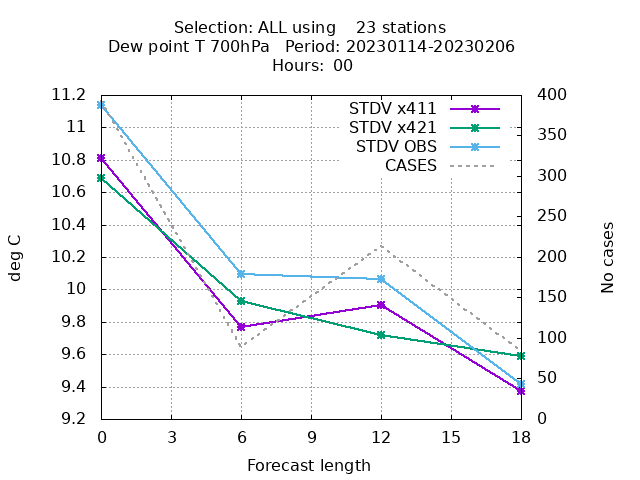 Selection: ALL using    23 stations
Dew point T 700hPa   Period: 20230114-20230206
Hours:  00
STDV x411
STDV x421
STDV OBS
CASES
11.2
11
10.8
10.6
10.4
10.2
10
9.8
9.6
9.4
9.2
400
350
300
250
200
150
100
50
0
deg C
No cases
0 3 6 9 12 15 18
Forecast length